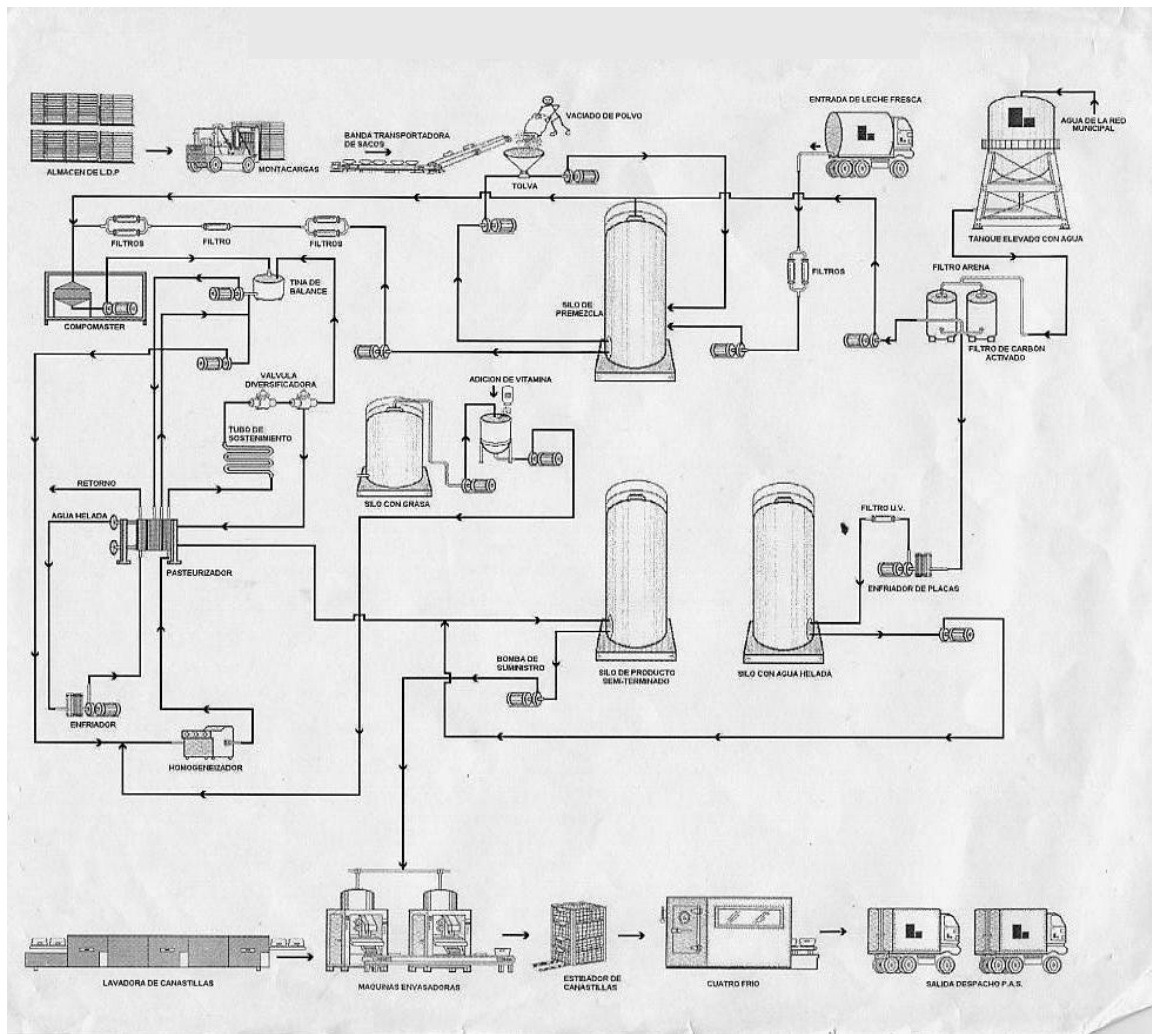 ALMACEN DE L.D.P
MONTACARGAS
BANDA TRANSPORTADORA
DE SACOS
VACIADO DE POLVO
TOLVA
ENTRADA DE LECHE FRESCA
AGUA DE LA RED
MUNICIPAL
TANQUE ELEVADO CON AGUA
FILTROS
FILTRO
FILTROS
COMPOMASTER
TINA DE
BALANCE
SILO DE
PREMEZCLA
FILTROS
FILTRO ARENA
FILTRO DE CARBON
ACTIVADO
VALVULA
DIVERSIFICADORA
ADICION DE VITAMINA
TUBO DE
SOSTENIMIENTO
SILO CON GRASA
RETORNO
AGUA HELADA
PASTEURIZADOR
FILTRO U.V.
ENFRIADOR DE PLACAS
BOMBA DE
SUMINISTRO
SILO DE PRODUCTO
SEMI-TERMINADO
SILO CON AGUA HELADA
ENFRIADOR
HOMOGENEIZADOR
LAVADORA DE CANASTILLAS
MAQUINAS ENVASADORAS
ESTIBADOR DE
CANASTILLAS
CUATRO FRIO
SALIDA DESPACHO P.A.S.